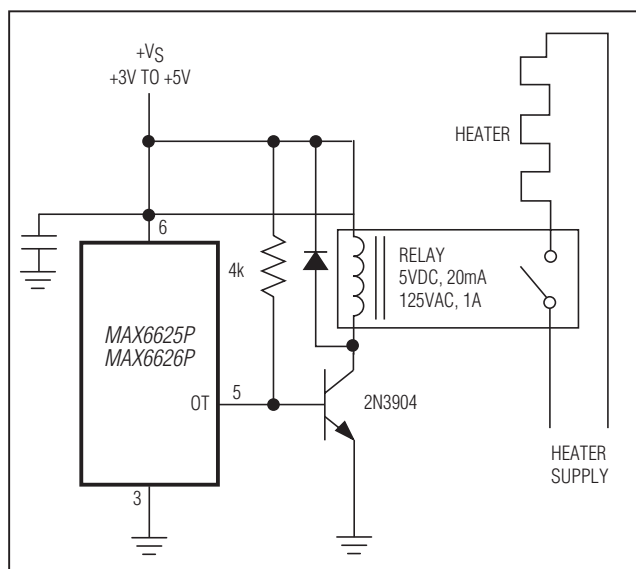 +VS
+3V TO +5V
HEATER
6
4k
RELAY
5VDC, 20mA
125VAC, 1A
MAX6625P
MAX6626P
OT
5
2N3904
3
HEATER
SUPPLY